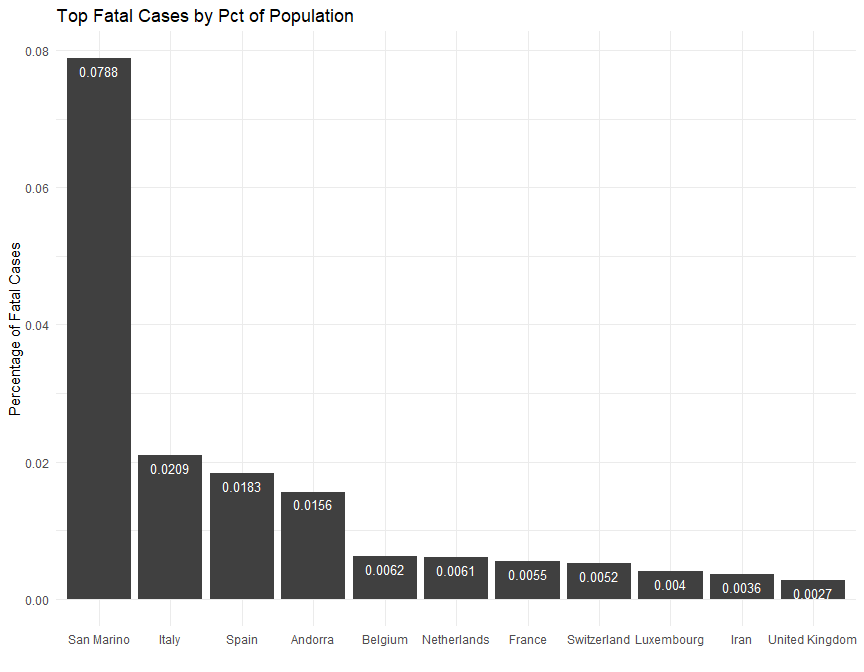 Top Fatal Cases by Pct of Population
Percentage of Fatal Cases
0.08
0.06
0.04
0.02
0.00
0.0788
0.0209
0.0183
0.0156
0.0062
0.0061
0.0055
0.0052
0.004
0.0036
0.0027
San Marino
Italy
Spain
Andorra
Belgium
Netherlands
France
Switzerland
Luxembourg
Iran
United Kingdom